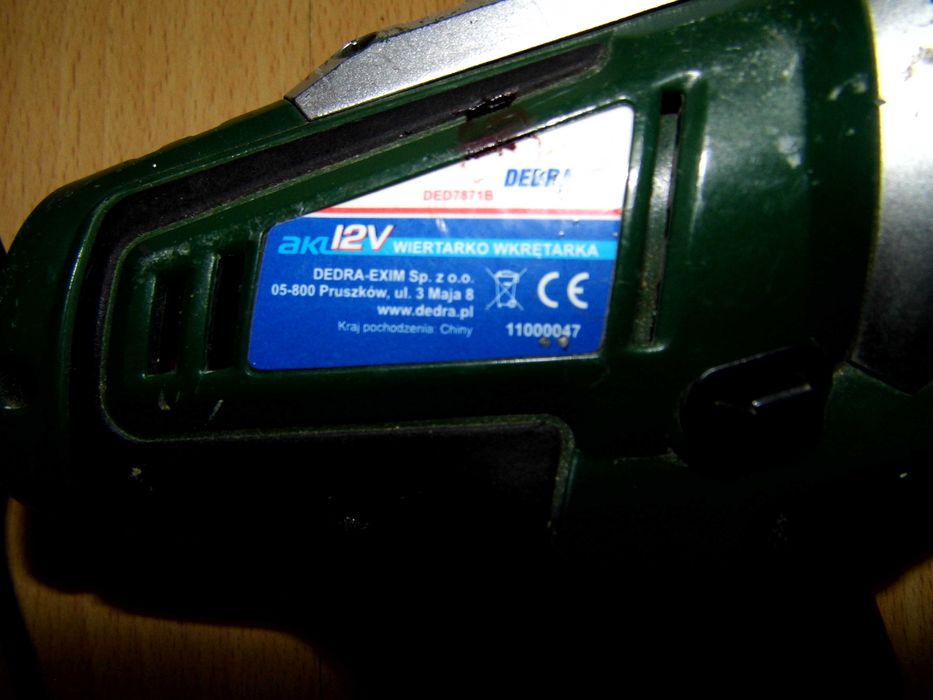 DEDRA
DED7871B
aku12V WIERTARKO WKRĘTARKA
DEDRA-EXIM Sp. z o.o.
05-800 Pruszków, ul. 3 Maja 8
www.dedra.pl
Kraj pochodzenia: Chiny
CE
11000047